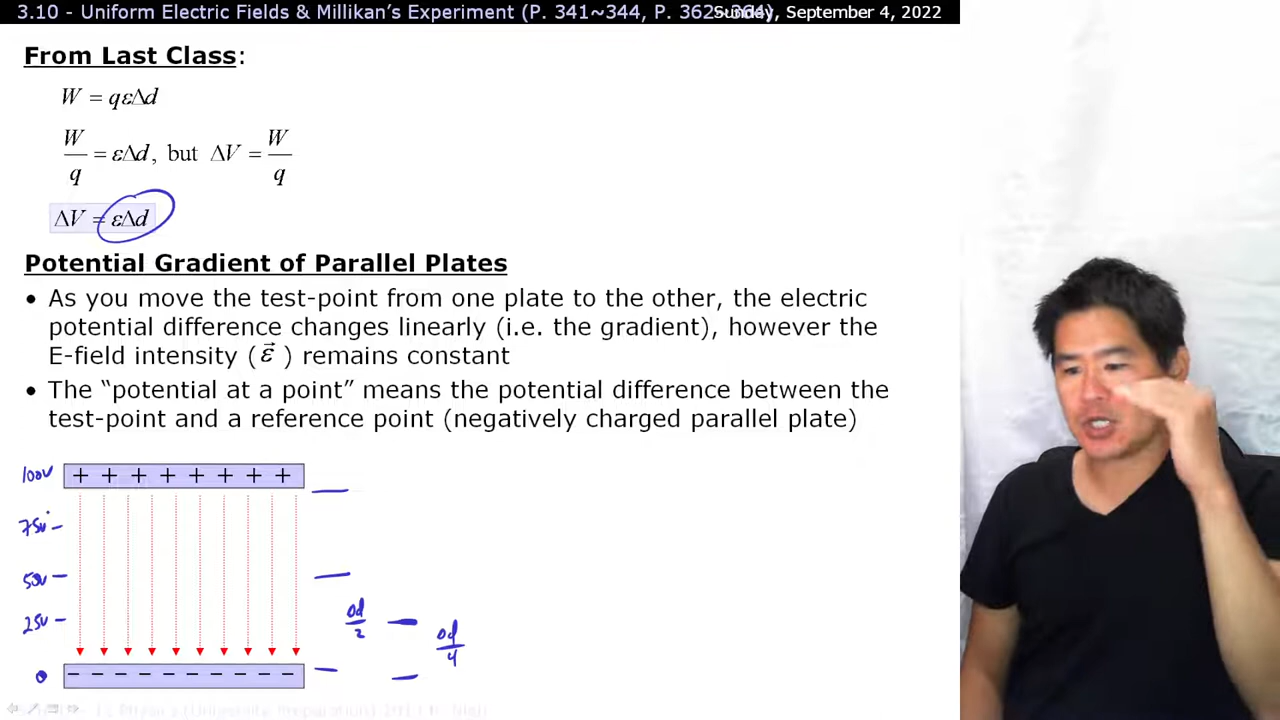 3.10 - Uniform Electric Fields & Millikan's Experiment (P. 341~344, P. 362~364)
Sunday, September 4, 2022
From Last Class:
W = qεΔd
W/q = εΔd, but ΔV = W/q
ΔV = εΔd
Potential Gradient of Parallel Plates
• As you move the test-point from one plate to the other, the electric
potential difference changes linearly (i.e. the gradient), however the
E-field intensity (ε⃗ ) remains constant
• The “potential at a point” means the potential difference between the
test-point and a reference point (negatively charged parallel plate)
100V
+ + + + + + + +
75V
50V
25V
Δd/2
Δd/4
0
− − − − − − − − − −